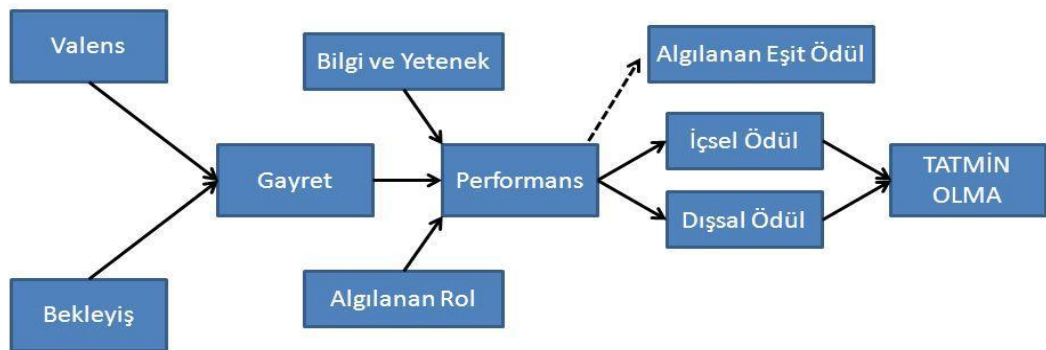 Valens
Bilgi ve Yetenek
Algılanan Eşit Ödül
Gayret
Performans
İçsel Ödül
Dışsal Ödül
TATMİN
OLMA
Bekleyiş
Algılanan Rol